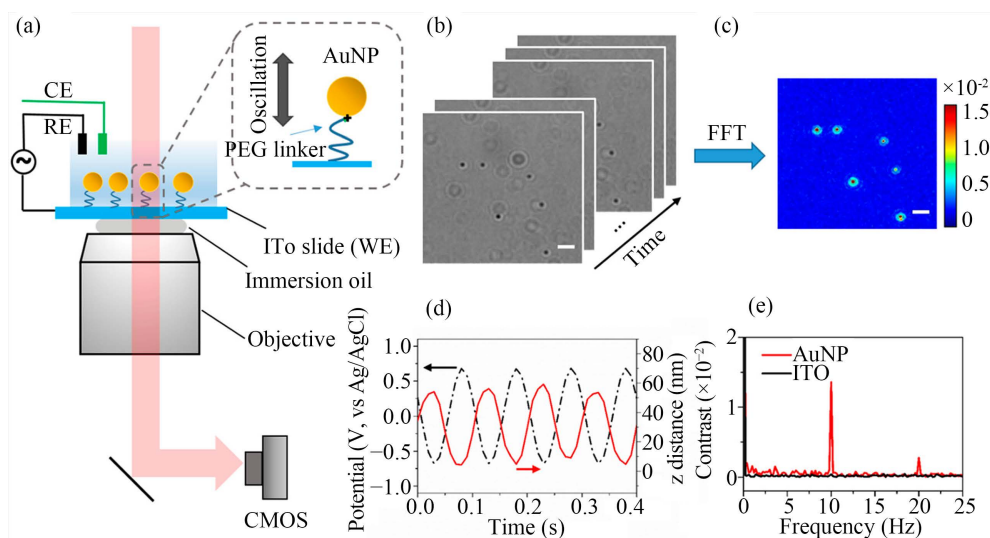 (a)
CE
RE
Oscillation
AuNP
PEG linker
ITo slide (WE)
Immersion oil
Objective
CMOS
(b)
...
Time
FFT
(c)
×10⁻²
1.5
1.0
0.5
0
(d)
Potential (V, vs Ag/AgCl)
1.0
0.5
0.0
−0.5
−1.0
80
60
40
20
0
z distance (nm)
0.0 0.1 0.2 0.3 0.4
Time (s)
(e)
Contrast (×10⁻²)
2
1
0
AuNP
ITO
0 5 10 15 20 25
Frequency (Hz)